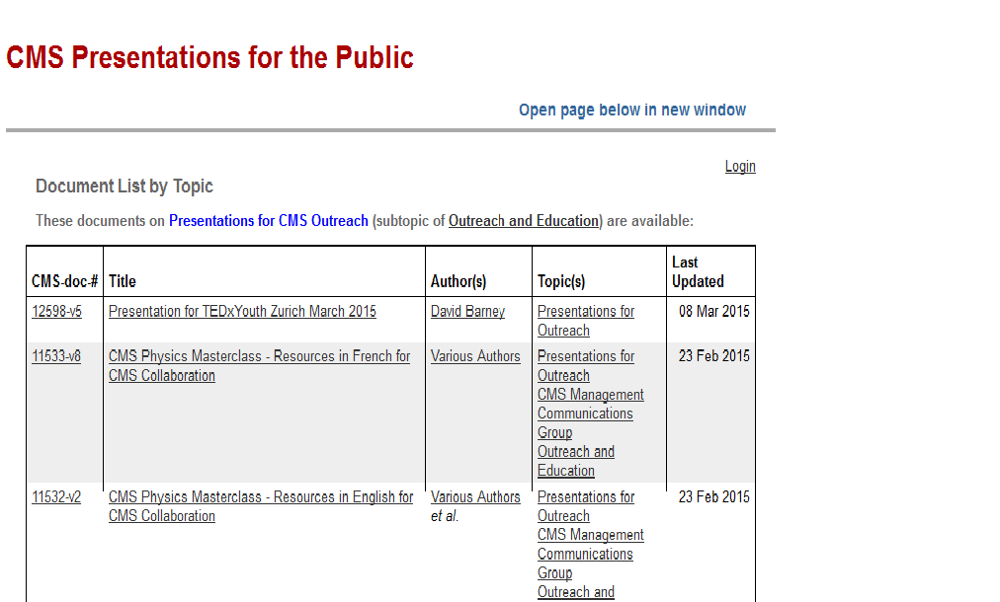 CMS Presentations for the Public
Open page below in new window
Login
Document List by Topic
These documents on Presentations for CMS Outreach (subtopic of Outreach and Education) are available:
CMS-doc-# Title Author(s) Topic(s) Last Updated
12598-v5 Presentation for TEDxYouth Zurich March 2015 David Barney Presentations for 08 Mar 2015
Outreach
11533-v8 CMS Physics Masterclass - Resources in French for Various Authors Presentations for 23 Feb 2015
CMS Collaboration Outreach
CMS Management
Communications
Group
Outreach and
Education
11532-v2 CMS Physics Masterclass - Resources in English for Various Authors Presentations for 23 Feb 2015
CMS Collaboration et al. Outreach
CMS Management
Communications
Group
Outreach and